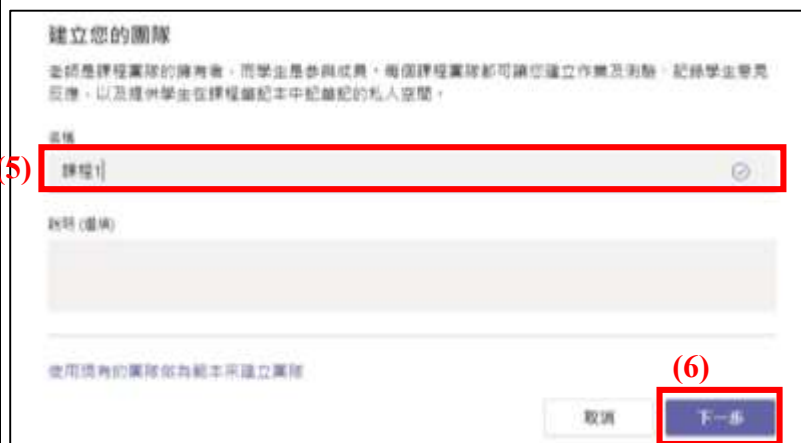 建立您的團隊
老師是課程團隊的擁有者，而學生是參與成員。每個課程團隊都可讓您建立作業及測驗、記錄學生意見
反應，以及提供學生在課程筆記本中記筆記的私人空間。
名稱
(5)
課程1
說明 (選填)
使用現有的團隊做為範本來建立團隊
(6)
取消
下一步